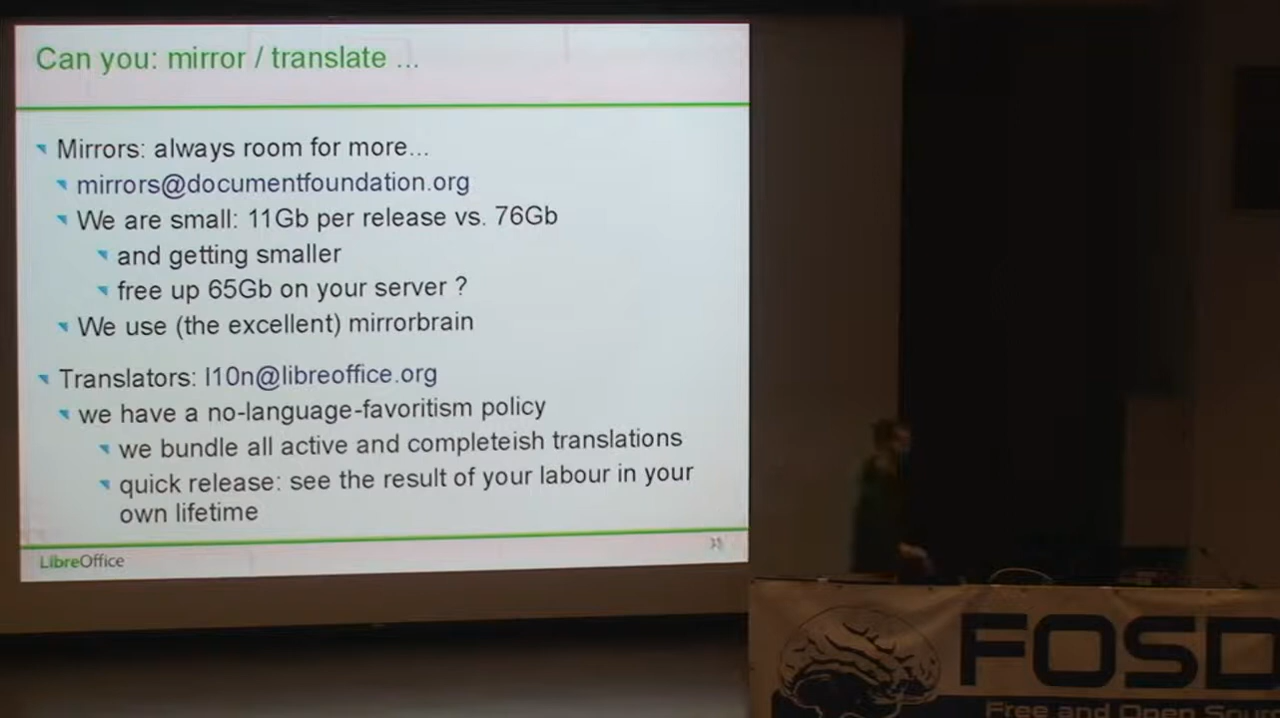 Can you: mirror / translate ...
Mirrors: always room for more...
mirrors@documentfoundation.org
We are small: 11Gb per release vs. 76Gb
and getting smaller
free up 65Gb on your server ?
We use (the excellent) mirrorbrain
Translators: l10n@libreoffice.org
we have a no-language-favoritism policy
we bundle all active and completeish translations
quick release: see the result of your labour in your
own lifetime
LibreOffice
FOSD
Free and Open Sourc